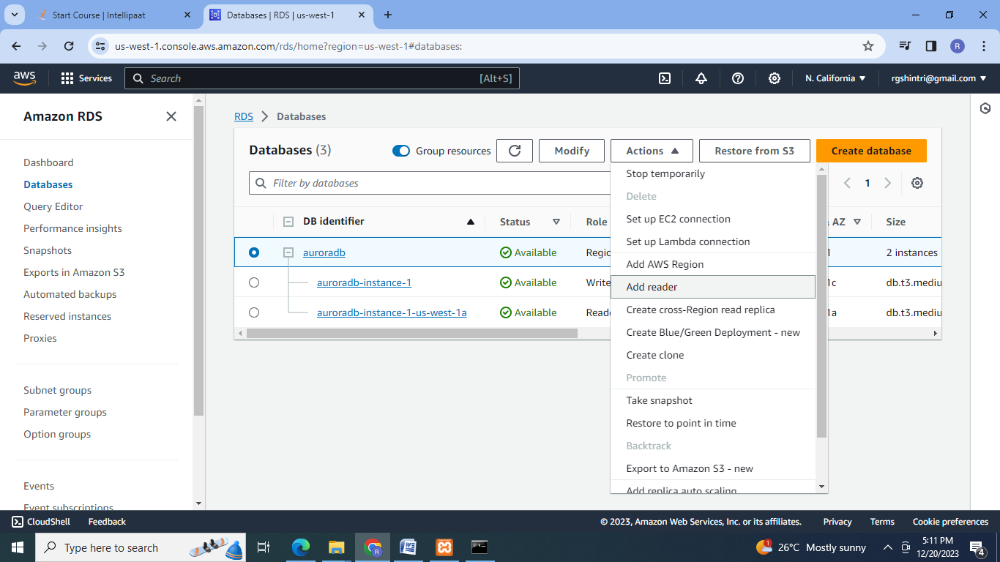 Start Course | Intellipaat
Databases | RDS | us-west-1
us-west-1.console.aws.amazon.com/rds/home?region=us-west-1#databases:
R
aws
Services
Search
[Alt+S]
N. California
rgshintri@gmail.com
Amazon RDS
Dashboard
Databases
Query Editor
Performance insights
Snapshots
Exports in Amazon S3
Automated backups
Reserved instances
Proxies
Subnet groups
Parameter groups
Option groups
Events
Event subscriptions
RDS
Databases
Databases (3)
Group resources
Modify
Actions
Restore from S3
Create database
Filter by databases
1
DB identifier
Status
Role
AZ
Size
auroradb
Available
Regio
1
2 instances
auroradb-instance-1
Available
Write
1c
db.t3.mediu
auroradb-instance-1-us-west-1a
Available
Reade
1a
db.t3.mediu
Stop temporarily
Delete
Set up EC2 connection
Set up Lambda connection
Add AWS Region
Add reader
Create cross-Region read replica
Create Blue/Green Deployment - new
Create clone
Promote
Take snapshot
Restore to point in time
Backtrack
Export to Amazon S3 - new
Add replica auto scaling
CloudShell
Feedback
© 2023, Amazon Web Services, Inc. or its affiliates.
Privacy
Terms
Cookie preferences
Type here to search
26°C Mostly sunny
5:11 PM
12/20/2023
4